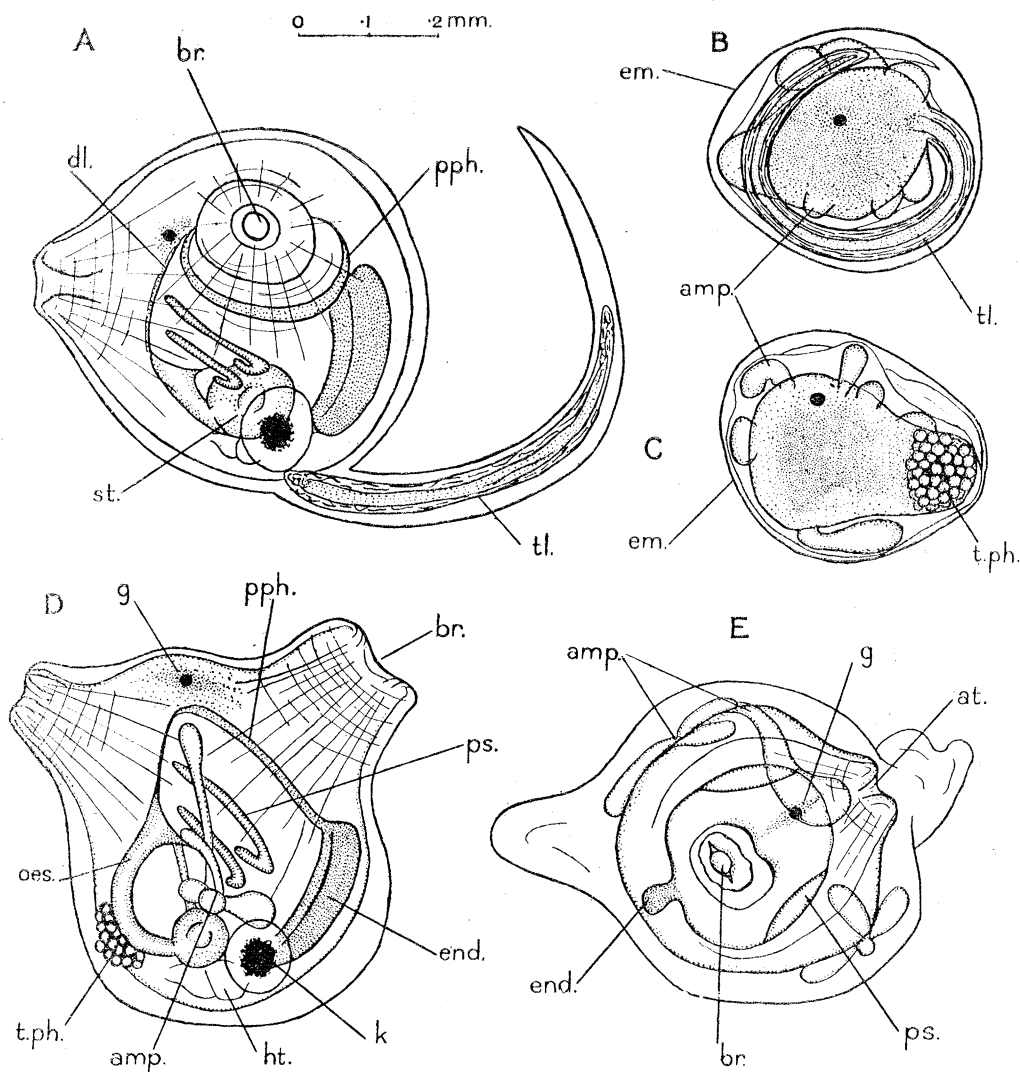 A
0 ·1 ·2 mm.
br.
dl.
pph.
st.
tl.
B
em.
amp.
tl.
C
em.
t.ph.
D
g
pph.
br.
ps.
oes.
end.
t.ph.
amp.
ht.
k
E
amp.
g
at.
end.
br.
ps.